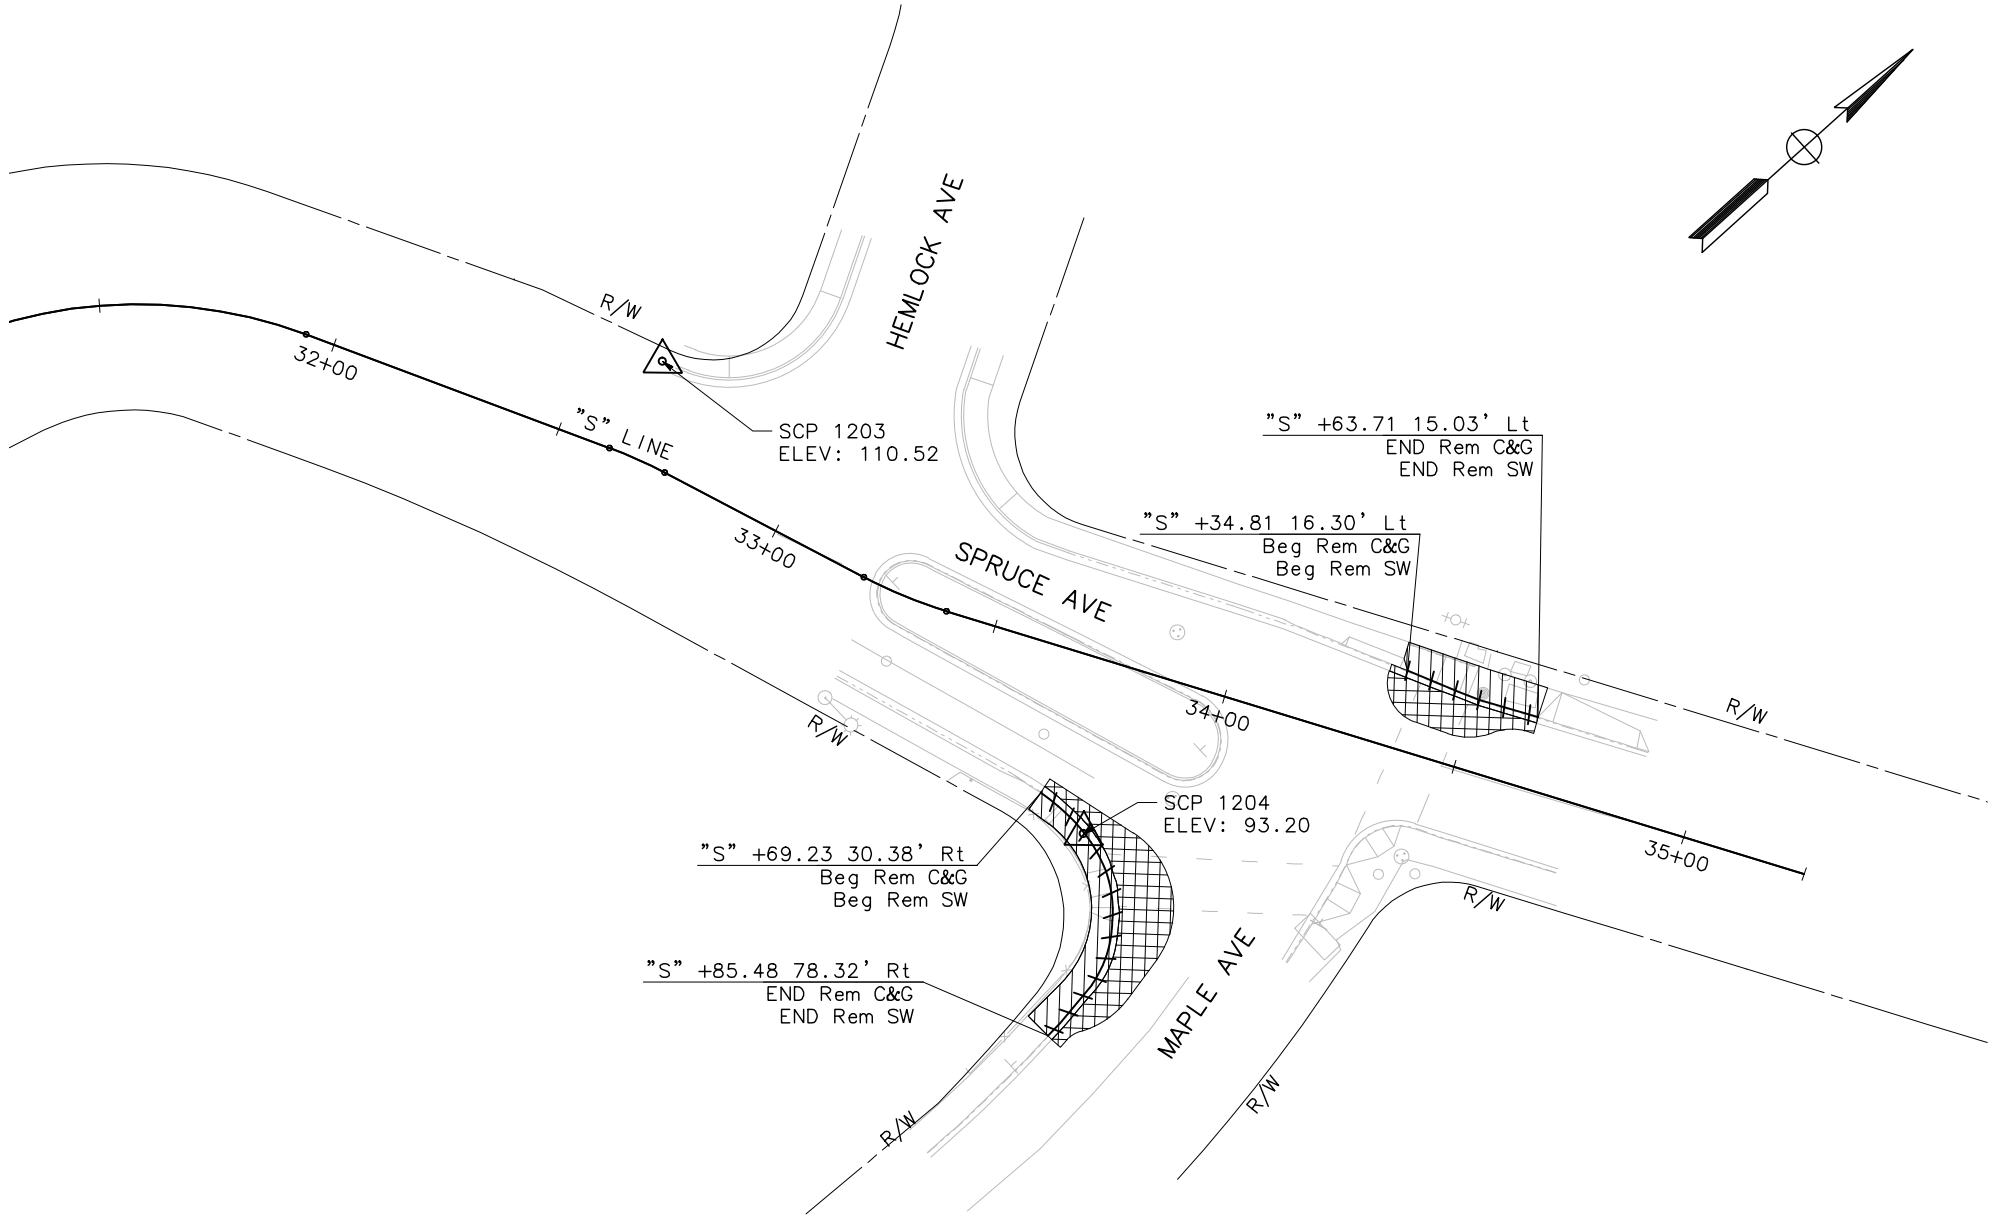 HEMLOCK AVE
R/W
32+00
"S" LINE
SCP 1203
ELEV: 110.52
"S" +63.71 15.03' Lt
END Rem C&G
END Rem SW
"S" +34.81 16.30' Lt
Beg Rem C&G
Beg Rem SW
33+00
SPRUCE AVE
34+00
R/W
R/W
SCP 1204
ELEV: 93.20
35+00
"S" +69.23 30.38' Rt
Beg Rem C&G
Beg Rem SW
R/W
"S" +85.48 78.32' Rt
END Rem C&G
END Rem SW
MAPLE AVE
R/W
R/W